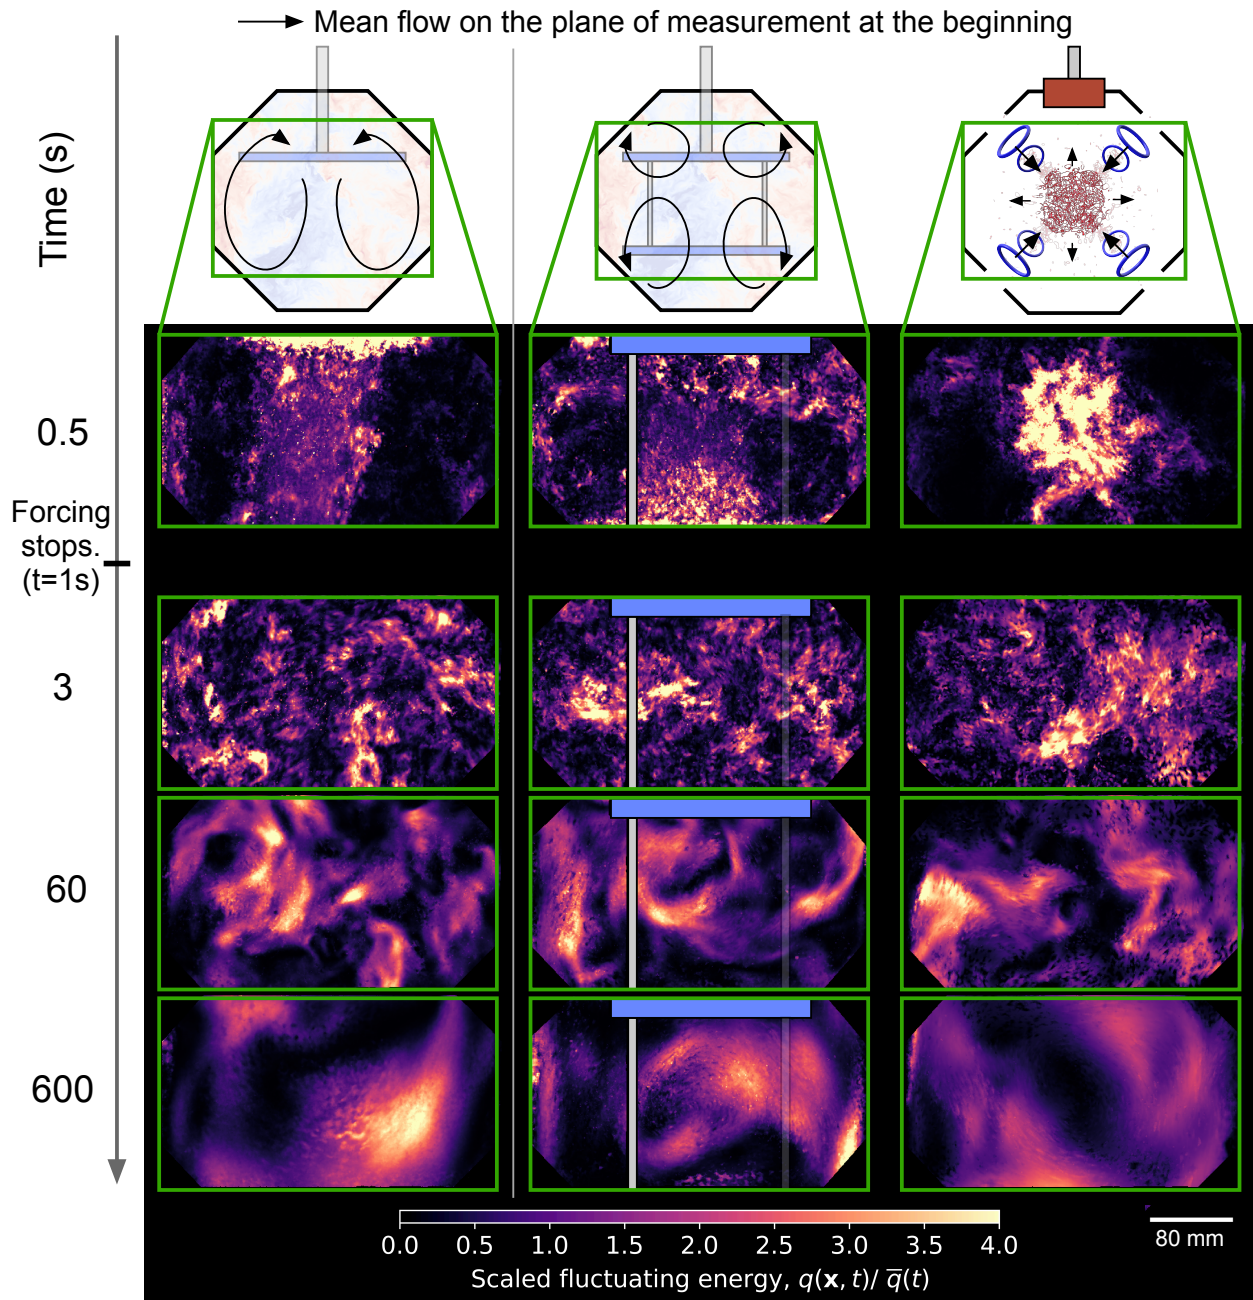 Mean flow on the plane of measurement at the beginning
Time (s)
0.5
Forcing
stops.
(t=1s)
3
60
600
0.0 0.5 1.0 1.5 2.0 2.5 3.0 3.5 4.0
Scaled fluctuating energy, q(x, t)/ q̅(t)
80 mm